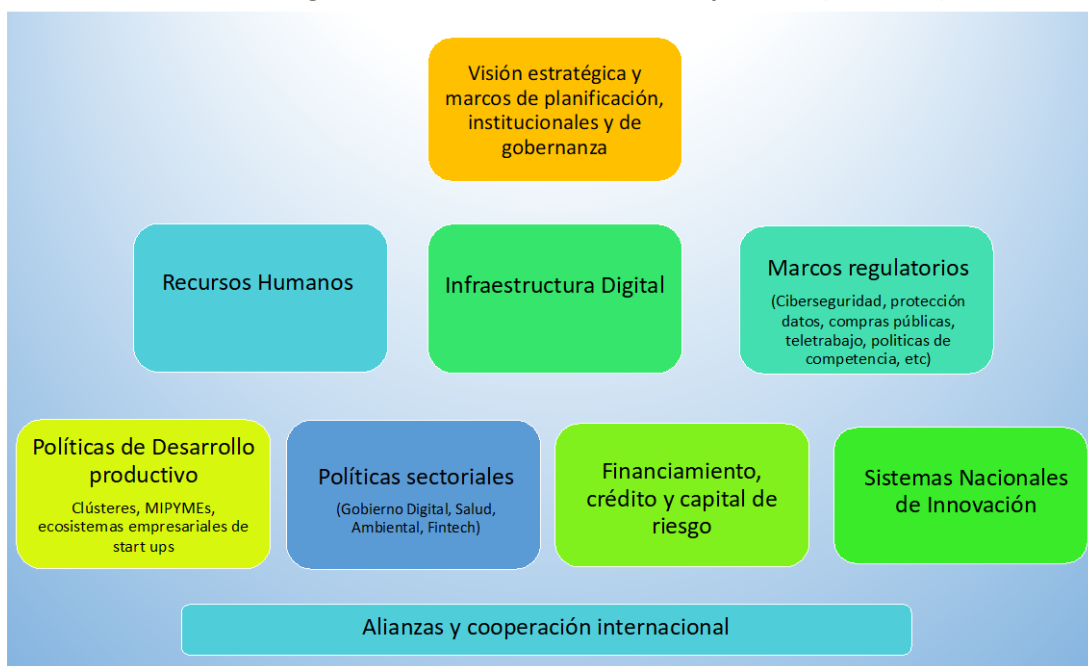 Visión estratégica y
marcos de planificación,
institucionales y de
gobernanza
Recursos Humanos
Infraestructura Digital
Marcos regulatorios
(Ciberseguridad, protección
datos, compras públicas,
teletrabajo, politicas de
competencia, etc)
Políticas de Desarrollo
productivo
Clústeres, MIPYMEs,
ecosistemas empresariales de
start ups
Políticas sectoriales
(Gobierno Digital, Salud,
Ambiental, Fintech)
Financiamiento,
crédito y capital de
riesgo
Sistemas Nacionales
de Innovación
Alianzas y cooperación internacional